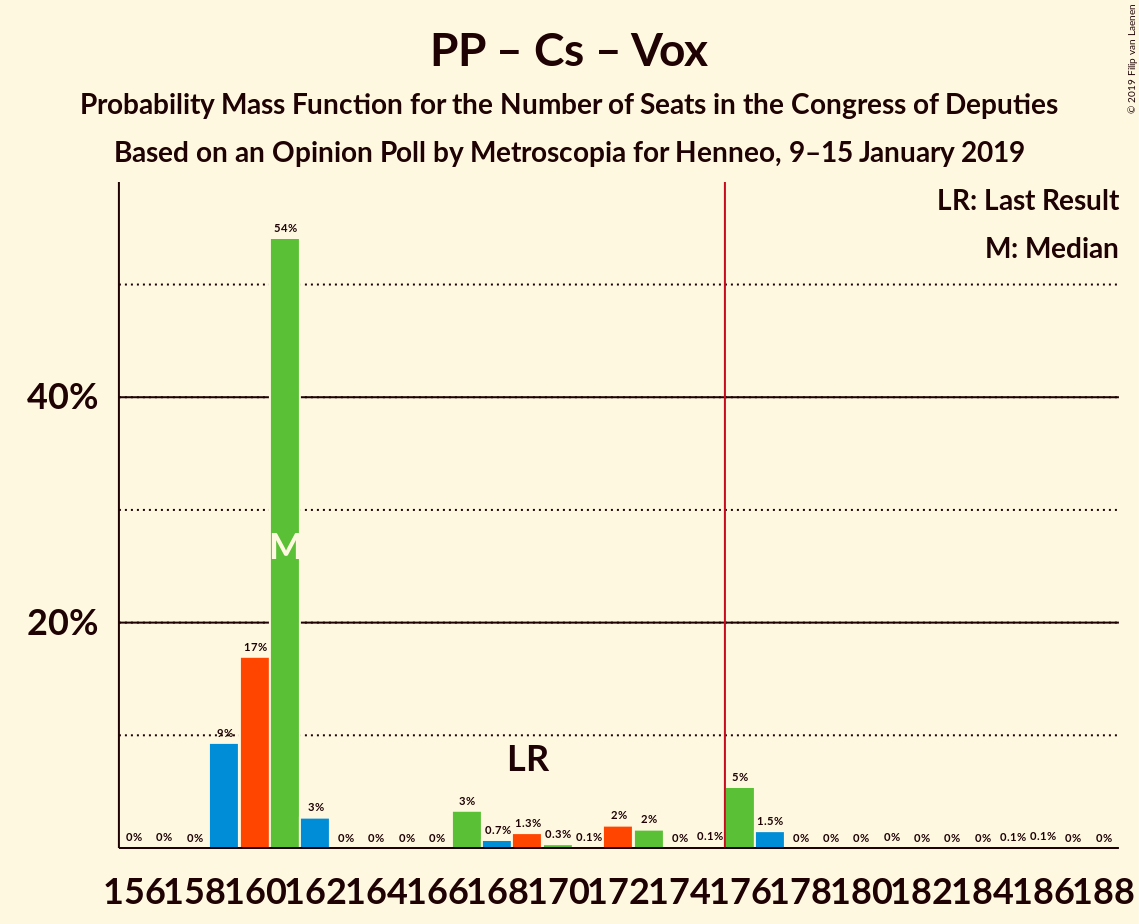 PP – Cs – Vox
Probability Mass Function for the Number of Seats in the Congress of Deputies
Based on an Opinion Poll by Metroscopia for Henneo, 9–15 January 2019
© 2019 Filip van Laenen
LR: Last Result
M: Median
40%
20%
0% 0% 0% 9% 17% 54% 3% 0% 0% 0% 0% 3% 0.7% 1.3% 0.3% 0.1% 2% 2% 0% 0.1% 5% 1.5% 0% 0% 0% 0% 0% 0% 0% 0.1% 0.1% 0% 0%
M
LR
156 158 160 162 164 166 168 170 172 174 176 178 180 182 184 186 188